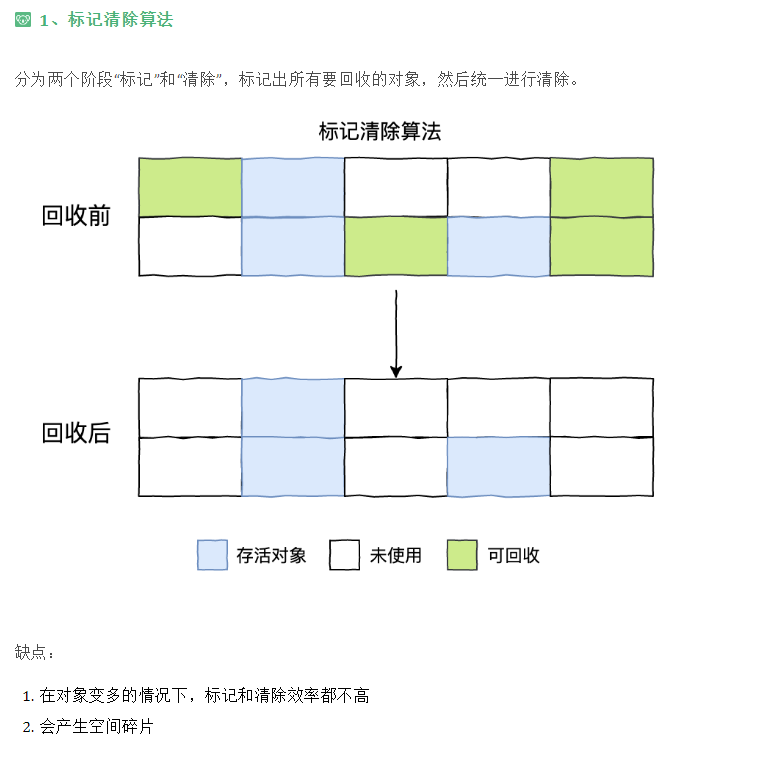 1、标记清除算法
分为两个阶段“标记”和“清除”，标记出所有要回收的对象，然后统一进行清除。
标记清除算法
回收前
回收后
存活对象 未使用 可回收
缺点：
1. 在对象变多的情况下，标记和清除效率都不高
2. 会产生空间碎片